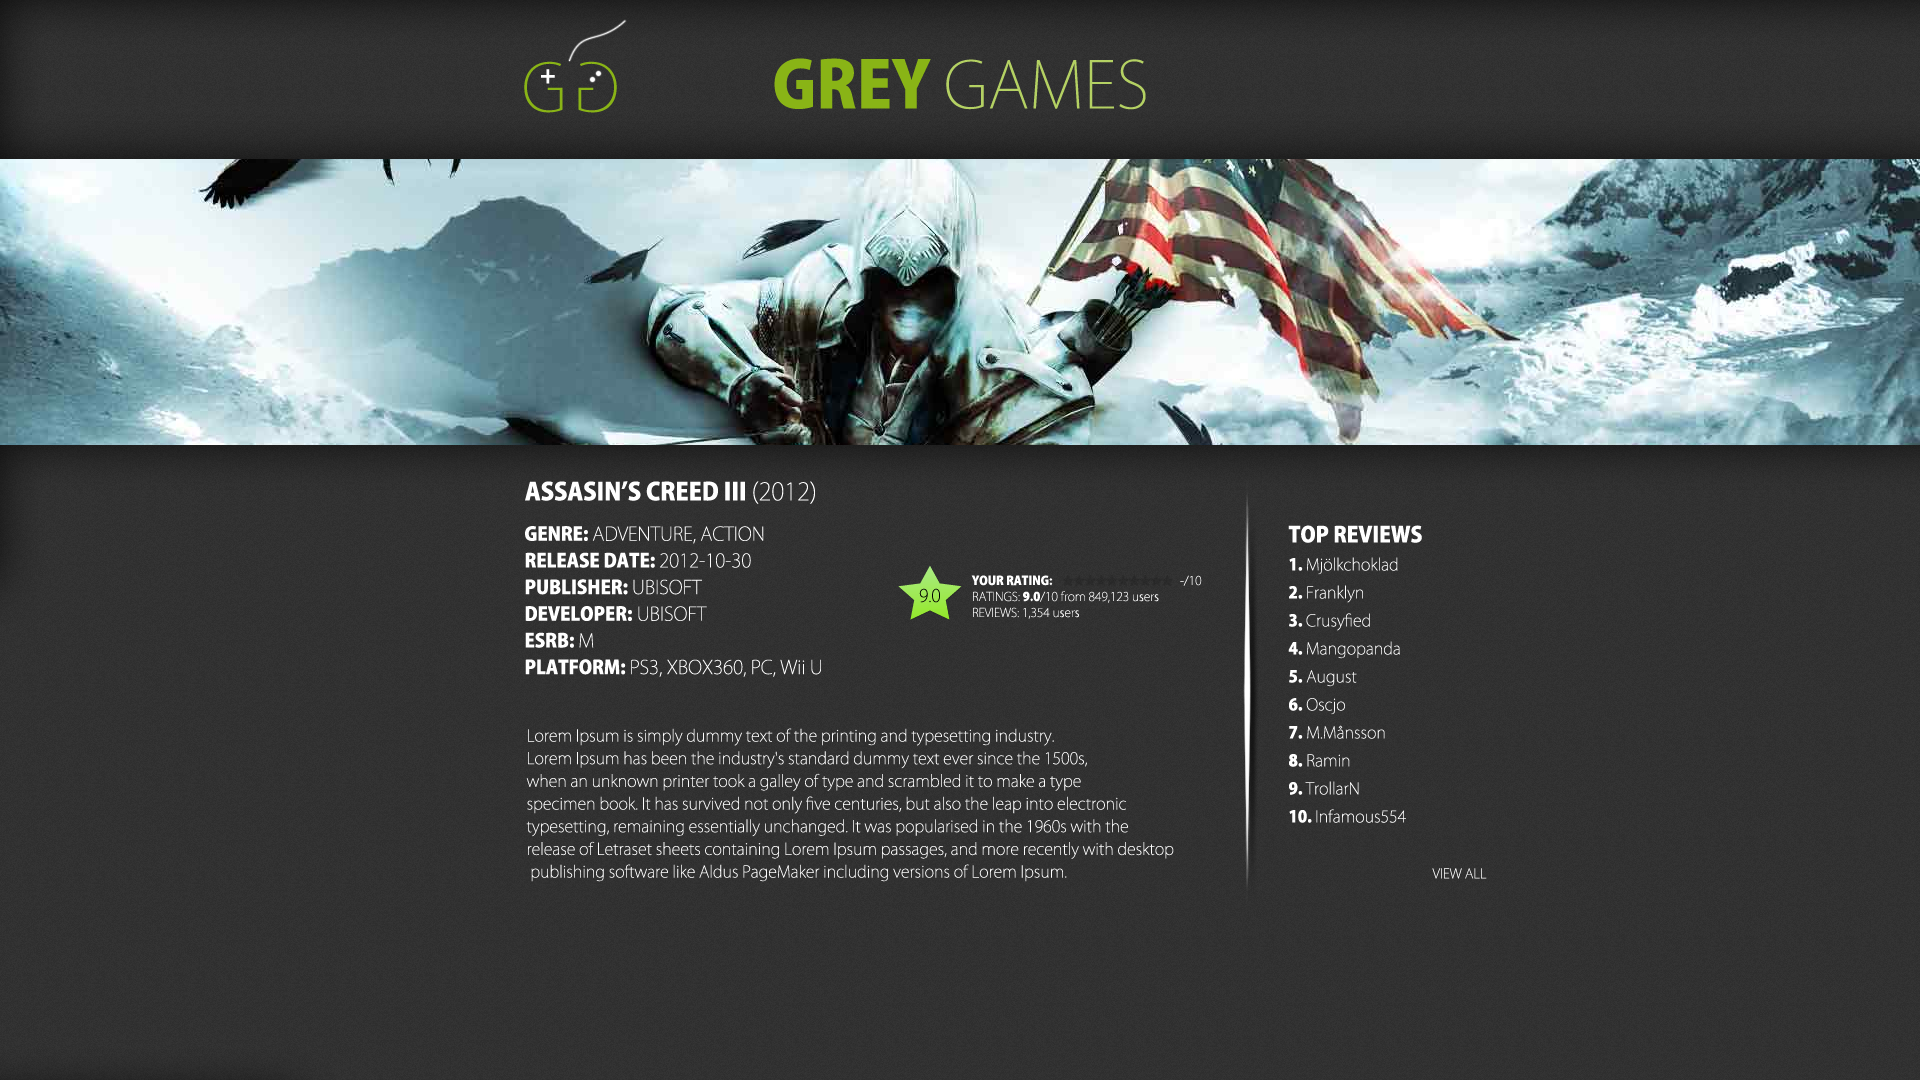 GG
GREY GAMES
ASSASIN'S CREED III (2012)
GENRE: ADVENTURE, ACTION
RELEASE DATE: 2012-10-30
PUBLISHER: UBISOFT
DEVELOPER: UBISOFT
ESRB: M
PLATFORM: PS3, XBOX360, PC, Wii U
9.0
YOUR RATING: -/10
RATINGS: 9.0/10 from 849,123 users
REVIEWS: 1,354 users
Lorem Ipsum is simply dummy text of the printing and typesetting industry.
Lorem Ipsum has been the industry's standard dummy text ever since the 1500s,
when an unknown printer took a galley of type and scrambled it to make a type
specimen book. It has survived not only five centuries, but also the leap into electronic
typesetting, remaining essentially unchanged. It was popularised in the 1960s with the
release of Letraset sheets containing Lorem Ipsum passages, and more recently with desktop
publishing software like Aldus PageMaker including versions of Lorem Ipsum.
TOP REVIEWS
1. Mjölkchoklad
2. Franklyn
3. Crusyfied
4. Mangopanda
5. August
6. Oscjo
7. M.Månsson
8. Ramin
9. TrollarN
10. Infamous554
VIEW ALL